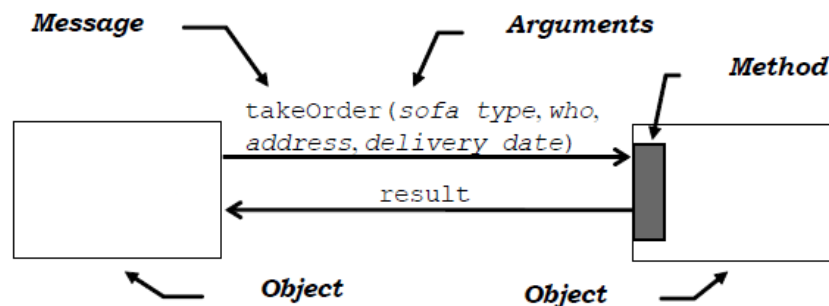 Message
Arguments
Method
takeOrder(sofa type, who,
address, delivery date)
result
Object
Object